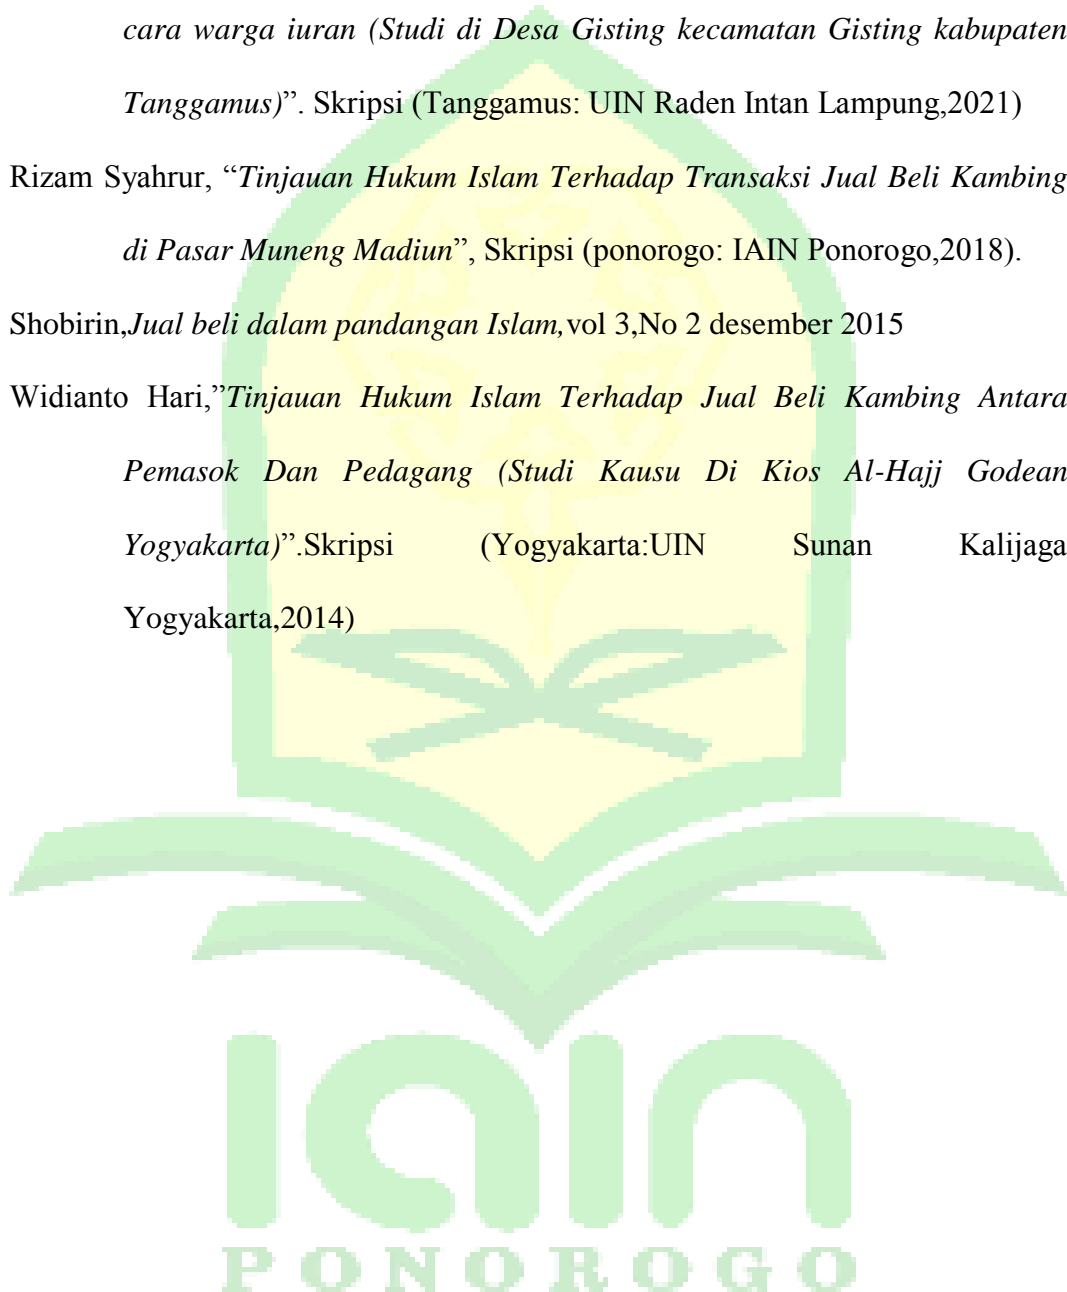 cara warga iuran (Studi di Desa Gisting kecamatan Gisting kabupaten
Tanggamus)”. Skripsi (Tanggamus: UIN Raden Intan Lampung,2021)
Rizam Syahrur, “Tinjauan Hukum Islam Terhadap Transaksi Jual Beli Kambing
di Pasar Muneng Madiun”, Skripsi (ponorogo: IAIN Ponorogo,2018).
Shobirin,Jual beli dalam pandangan Islam,vol 3,No 2 desember 2015
Widianto Hari,”Tinjauan Hukum Islam Terhadap Jual Beli Kambing Antara
Pemasok Dan Pedagang (Studi Kausu Di Kios Al-Hajj Godean
Yogyakarta)”.Skripsi (Yogyakarta:UIN Sunan Kalijaga
Yogyakarta,2014)
iain
PONOROGO